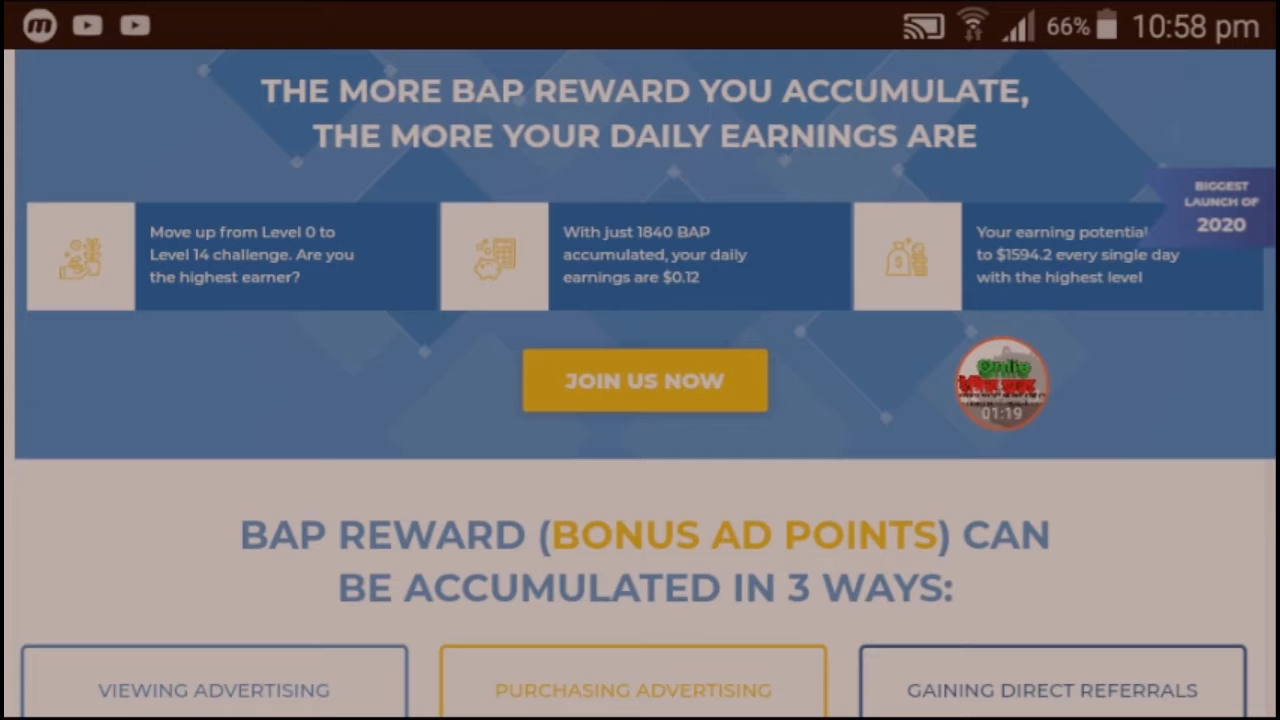 66% 10:58 pm
THE MORE BAP REWARD YOU ACCUMULATE,
THE MORE YOUR DAILY EARNINGS ARE
BIGGEST
LAUNCH OF
2020
Move up from Level 0 to
Level 14 challenge. Are you
the highest earner?
With just 1840 BAP
accumulated, your daily
earnings are $0.12
Your earning potential
to $1594.2 every single day
with the highest level
JOIN US NOW
01:19
BAP REWARD (BONUS AD POINTS) CAN
BE ACCUMULATED IN 3 WAYS:
VIEWING ADVERTISING
PURCHASING ADVERTISING
GAINING DIRECT REFERRALS